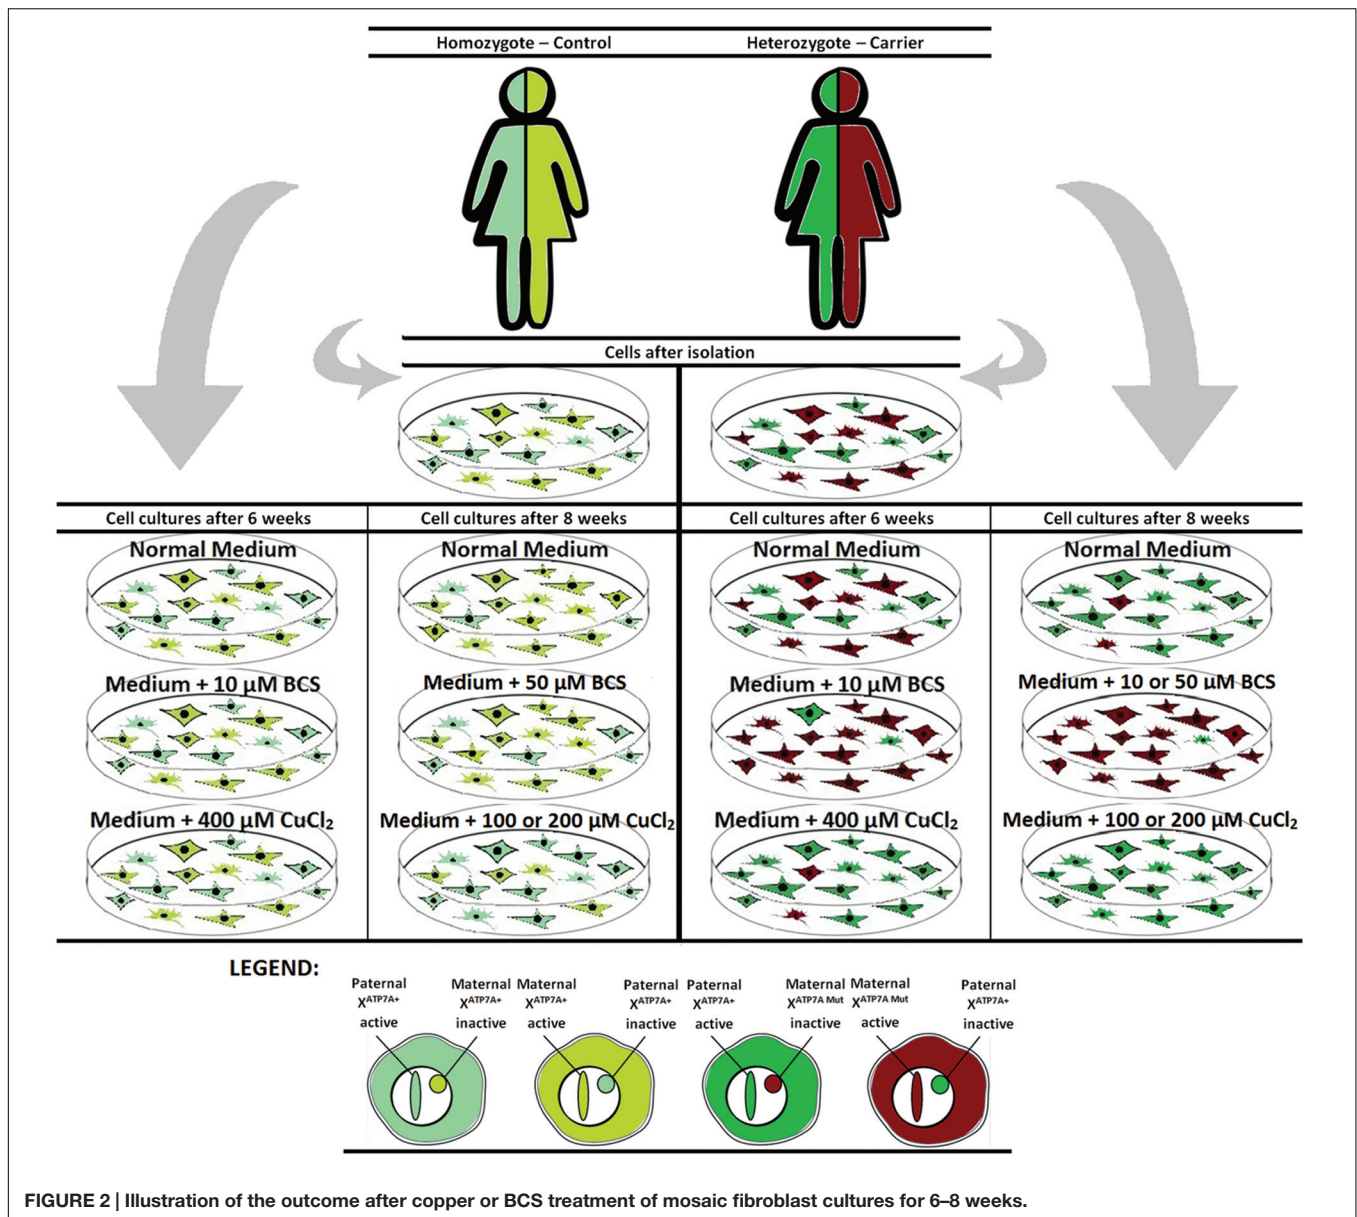 Homozygote – Control
Heterozygote – Carrier
Cells after isolation
Cell cultures after 6 weeks
Cell cultures after 8 weeks
Cell cultures after 6 weeks
Cell cultures after 8 weeks
Normal Medium
Normal Medium
Normal Medium
Normal Medium
Medium + 10 µM BCS
Medium + 50 µM BCS
Medium + 10 µM BCS
Medium + 10 or 50 µM BCS
Medium + 400 µM CuCl₂
Medium + 100 or 200 µM CuCl₂
Medium + 400 µM CuCl₂
Medium + 100 or 200 µM CuCl₂
LEGEND:
Paternal
X^ATP7A+
active
Maternal
X^ATP7A+
inactive
Maternal
X^ATP7A+
active
Paternal
X^ATP7A+
inactive
Paternal
X^ATP7A+
active
Maternal
X^ATP7A Mut
inactive
Maternal
X^ATP7A Mut
active
Paternal
X^ATP7A+
inactive
FIGURE 2 | Illustration of the outcome after copper or BCS treatment of mosaic fibroblast cultures for 6–8 weeks.